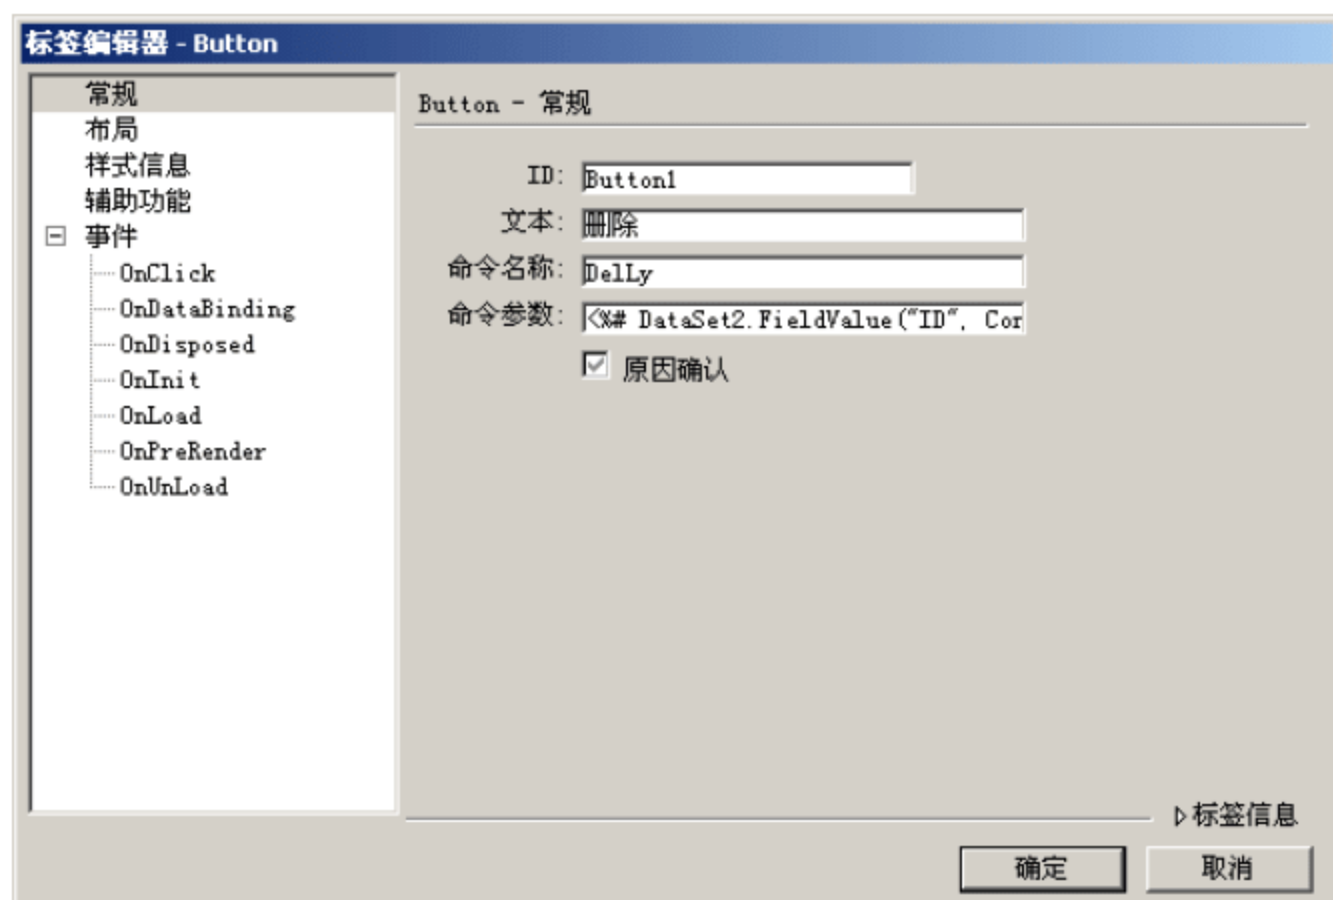 标签编辑器 - Button
常规
布局
样式信息
辅助功能
事件
OnClick
OnDataBinding
OnDisposed
OnInit
OnLoad
OnPreRender
OnUnLoad
Button - 常规
ID: Button1
文本: 删除
命令名称: DelLy
命令参数: <%# DataSet2.FieldValue("ID", Cor
原因确认
标签信息
确定 取消